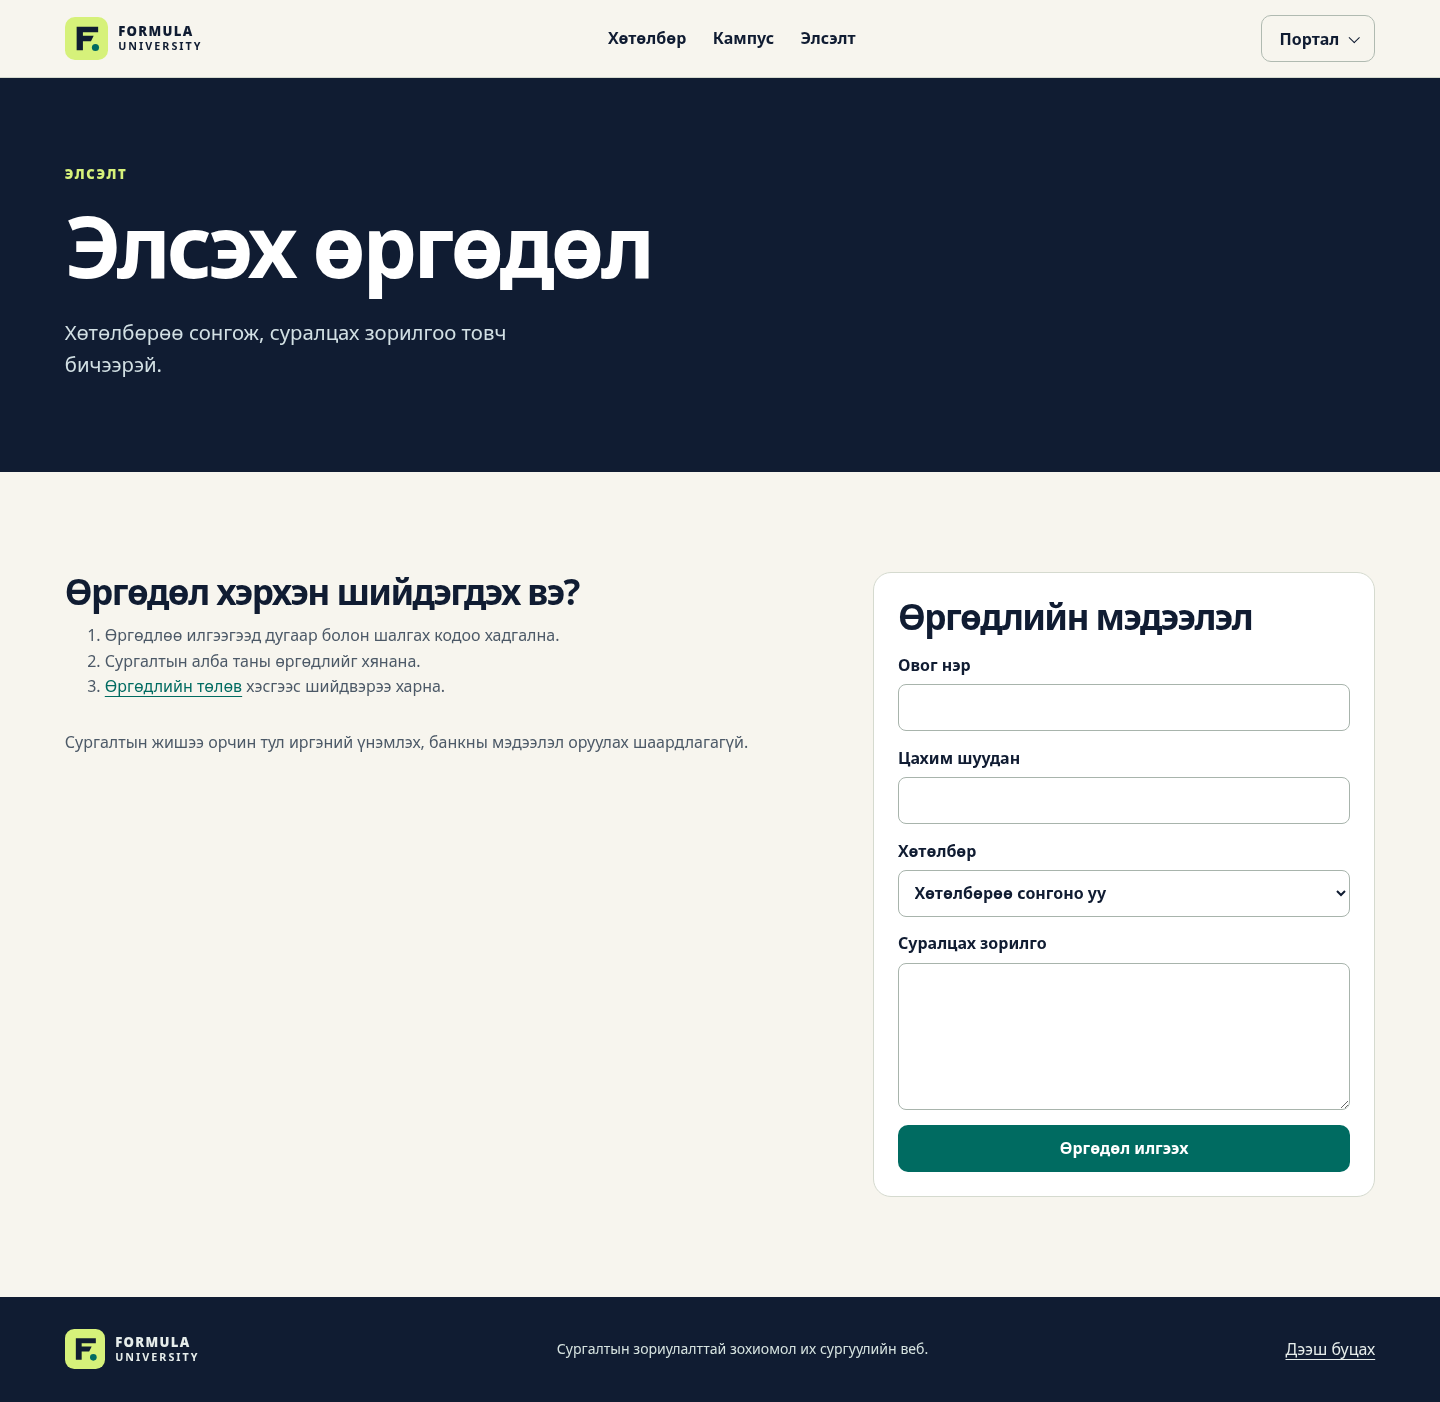 FORMULA
UNIVERSITY
Хөтөлбөр
Кампус
Элсэлт
Портал
ЭЛСЭЛТ
Элсэх өргөдөл
Хөтөлбөрөө сонгож, суралцах зорилгоо товч
бичээрэй.
Өргөдөл хэрхэн шийдэгдэх вэ?
1. Өргөдлөө илгээгээд дугаар болон шалгах кодоо хадгална.
2. Сургалтын алба таны өргөдлийг хянана.
3. Өргөдлийн төлөв хэсгээс шийдвэрээ харна.
Сургалтын жишээ орчин тул иргэний үнэмлэх, банкны мэдээлэл оруулах шаардлагагүй.
Өргөдлийн мэдээлэл
Овог нэр
Цахим шуудан
Хөтөлбөр
Хөтөлбөрөө сонгоно уу
Суралцах зорилго
Өргөдөл илгээх
FORMULA
UNIVERSITY
Сургалтын зориулалттай зохиомол их сургуулийн веб.
Дээш буцах